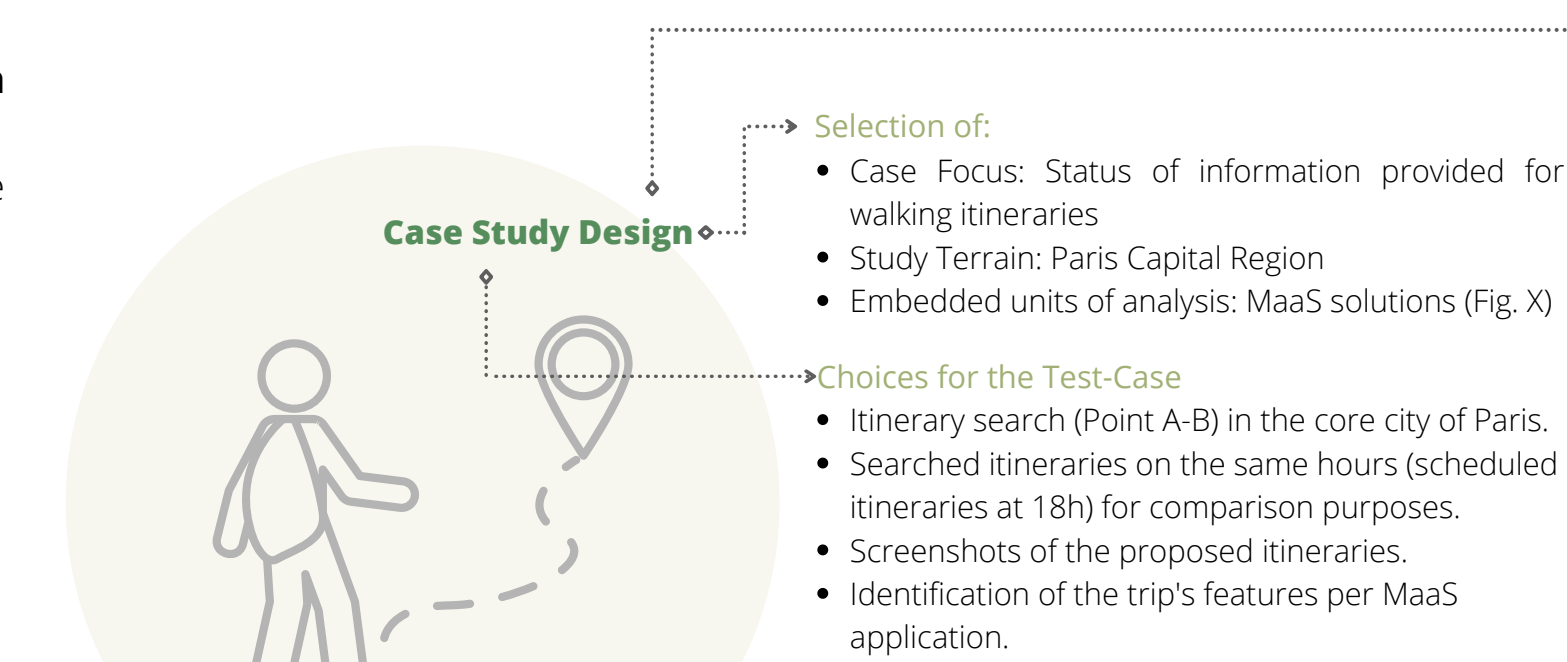 Case Study Design
Selection of:
• Case Focus: Status of information provided for
walking itineraries
• Study Terrain: Paris Capital Region
• Embedded units of analysis: MaaS solutions (Fig. X)
Choices for the Test-Case
• Itinerary search (Point A-B) in the core city of Paris.
• Searched itineraries on the same hours (scheduled
itineraries at 18h) for comparison purposes.
• Screenshots of the proposed itineraries.
• Identification of the trip's features per MaaS
application.